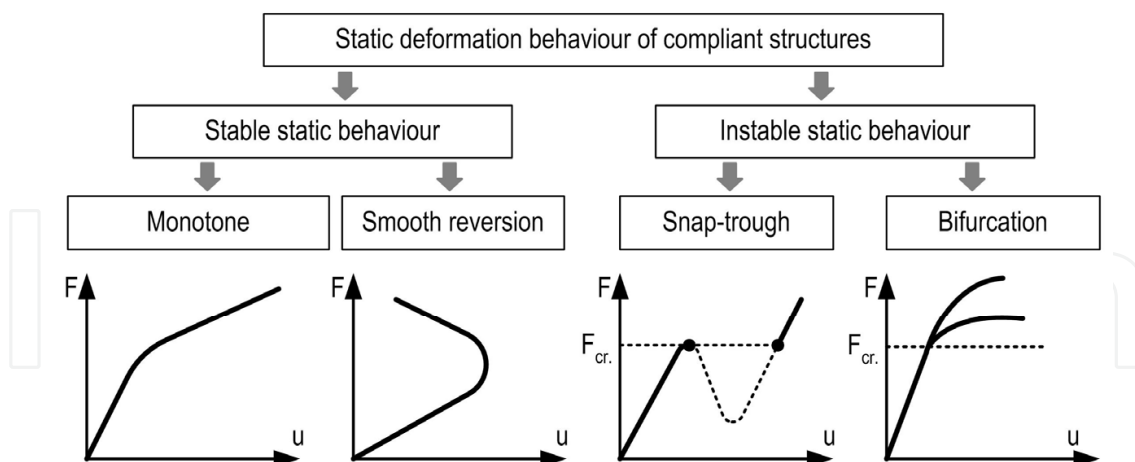 Static deformation behaviour of compliant structures
Stable static behaviour
Instable static behaviour
Monotone
Smooth reversion
Snap-trough
Bifurcation
F
u
F
u
F
Fcr.
u
F
Fcr.
u